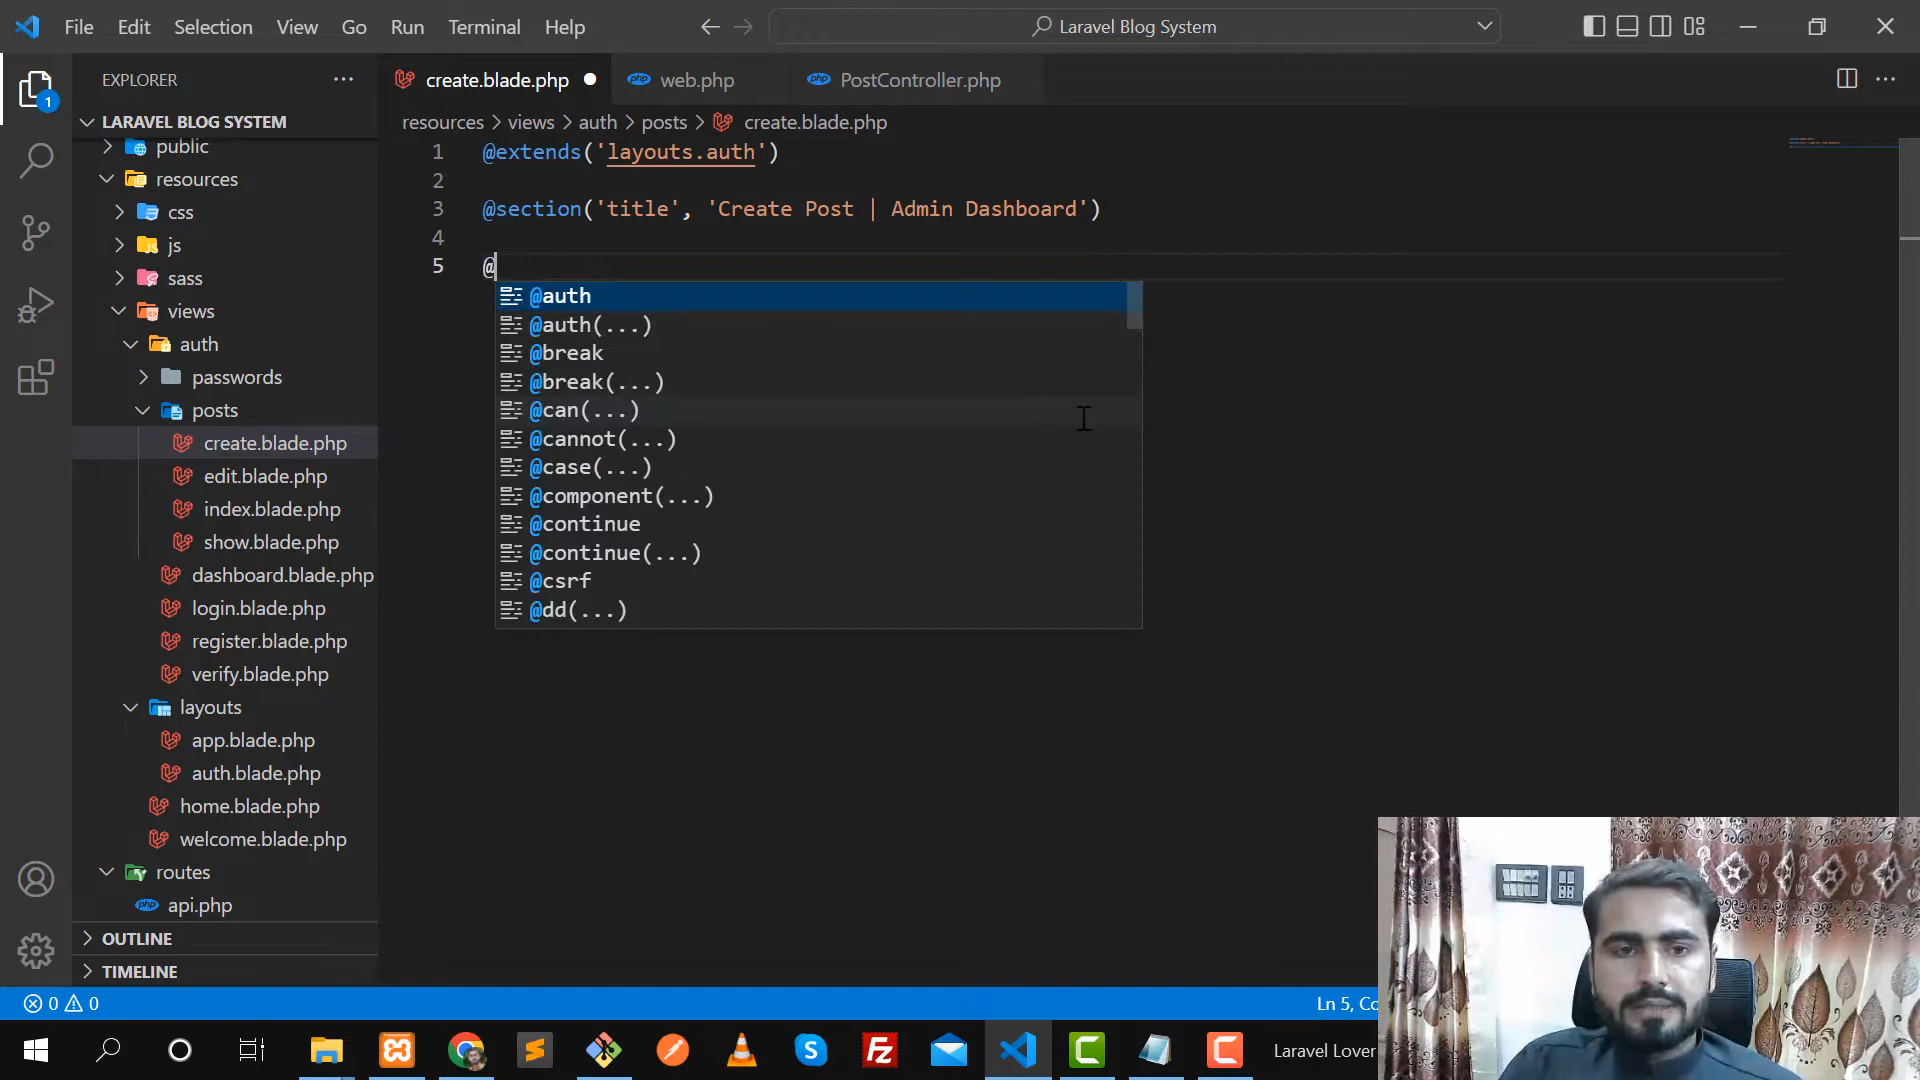 File Edit Selection View Go Run Terminal Help
Laravel Blog System
EXPLORER
create.blade.php
web.php
PostController.php
LARAVEL BLOG SYSTEM
resources > views > auth > posts > create.blade.php
public
resources
css
js
sass
views
auth
passwords
posts
create.blade.php
edit.blade.php
index.blade.php
show.blade.php
dashboard.blade.php
login.blade.php
register.blade.php
verify.blade.php
layouts
app.blade.php
auth.blade.php
home.blade.php
welcome.blade.php
routes
api.php
OUTLINE
TIMELINE
1 @extends('layouts.auth')
2
3 @section('title', 'Create Post | Admin Dashboard')
4
5 @
@auth
@auth(...)
@break
@break(...)
@can(...)
@cannot(...)
@case(...)
@component(...)
@continue
@continue(...)
@csrf
@dd(...)
1
0 0
Ln 5, Co
Laravel Lover